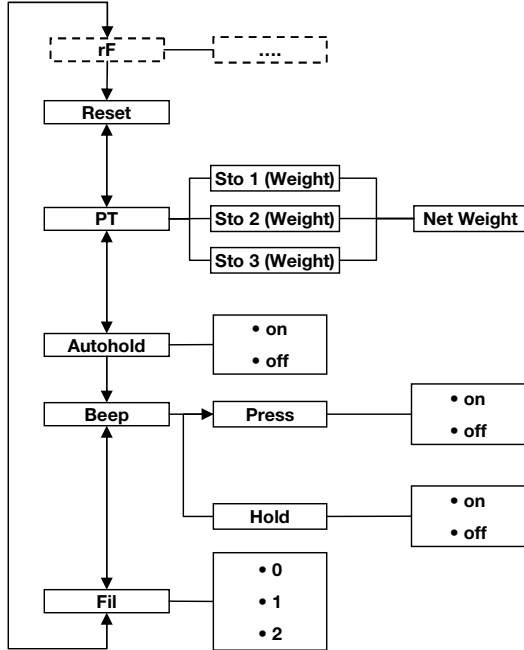 rF
....
Reset
Sto 1 (Weight)
PT
Sto 2 (Weight)
Net Weight
Sto 3 (Weight)
Autohold
• on
• off
Beep
Press
• on
• off
Hold
• on
• off
Fil
• 0
• 1
• 2